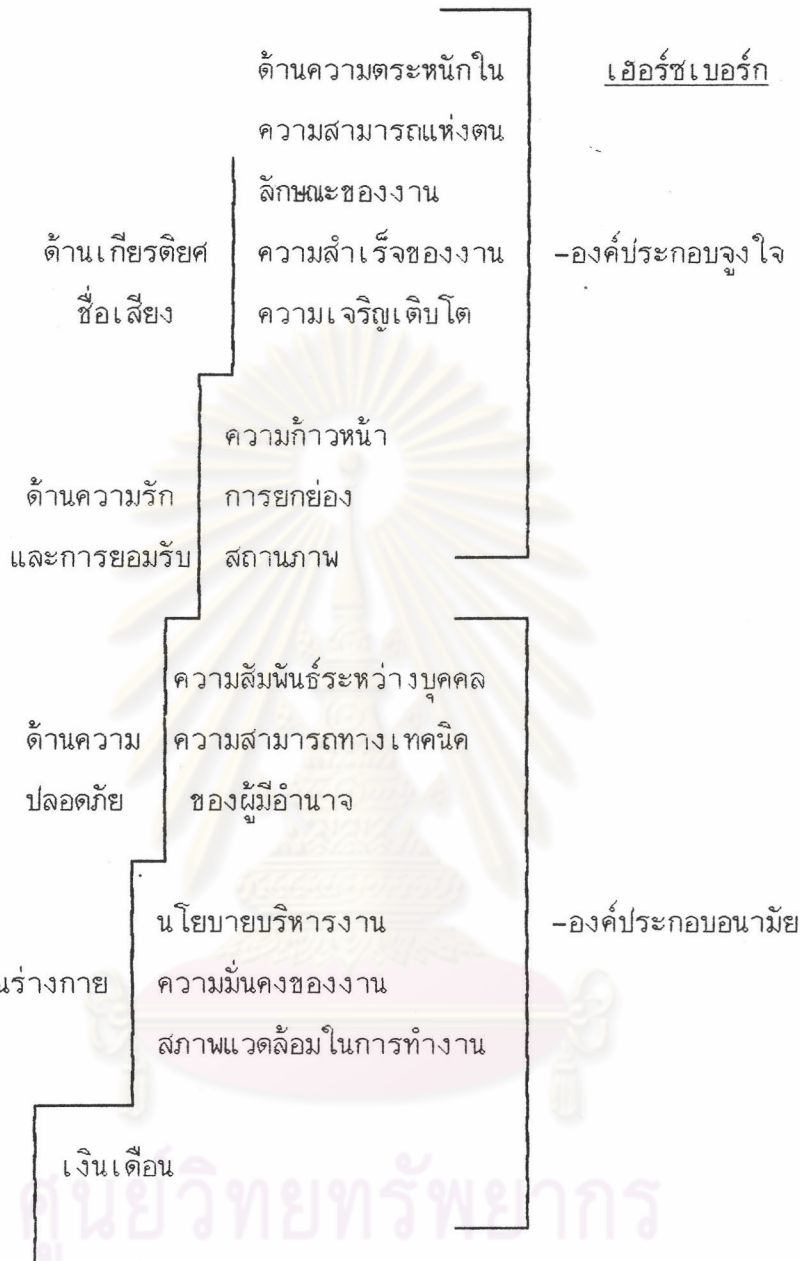 ด้านความตระหนักใน เฮอร์ซเบอร์ก
ความสามารถแห่งตน
ลักษณะของงาน
ด้านเกียรติยศ ความสำเร็จของงาน -องค์ประกอบจูงใจ
ชื่อเสียง ความเจริญเติบโต
ความก้าวหน้า
ด้านความรัก การยกย่อง
และการยอมรับ สถานภาพ
ความสัมพันธ์ระหว่างบุคคล
ด้านความ ความสามารถทางเทคนิค
ปลอดภัย ของผู้มีอำนาจ
นโยบายบริหารงาน -องค์ประกอบอนามัย
ร่างกาย ความมั่นคงของงาน
สภาพแวดล้อมในการทำงาน
เงินเดือน
ศูนย์วิทยทรัพยากร